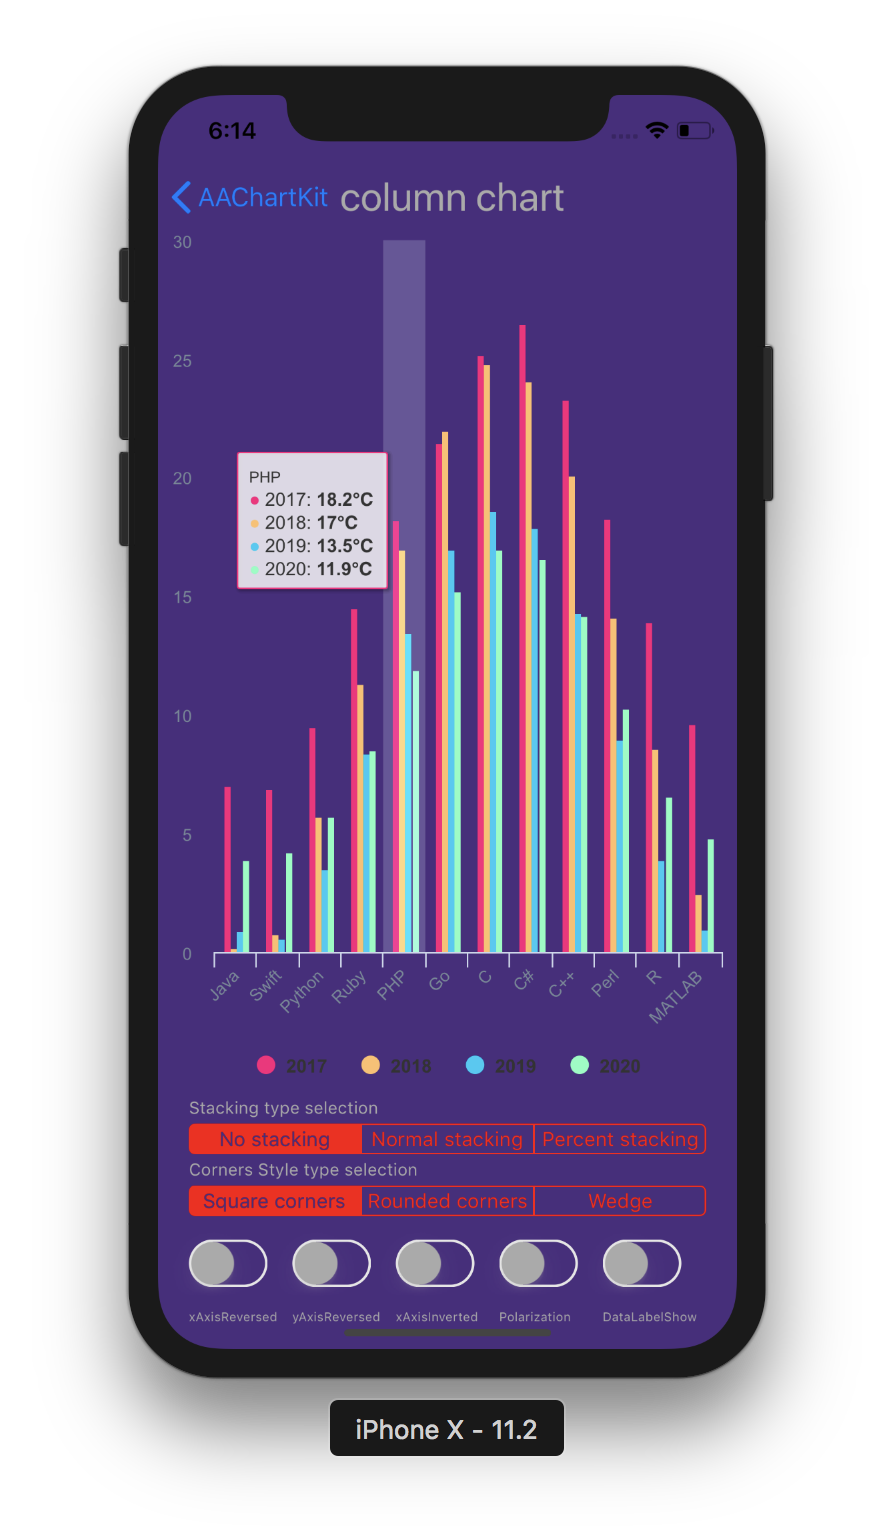 6:14
AAChartKit column chart
30
25
20
15
10
5
0
PHP
2017: 18.2°C
2018: 17°C
2019: 13.5°C
2020: 11.9°C
Java Swift Python Ruby PHP Go C C# C++ Perl R MATLAB
2017 2018 2019 2020
Stacking type selection
No stacking Normal stacking Percent stacking
Corners Style type selection
Square corners Rounded corners Wedge
xAxisReversed yAxisReversed xAxisInverted Polarization DataLabelShow
iPhone X - 11.2